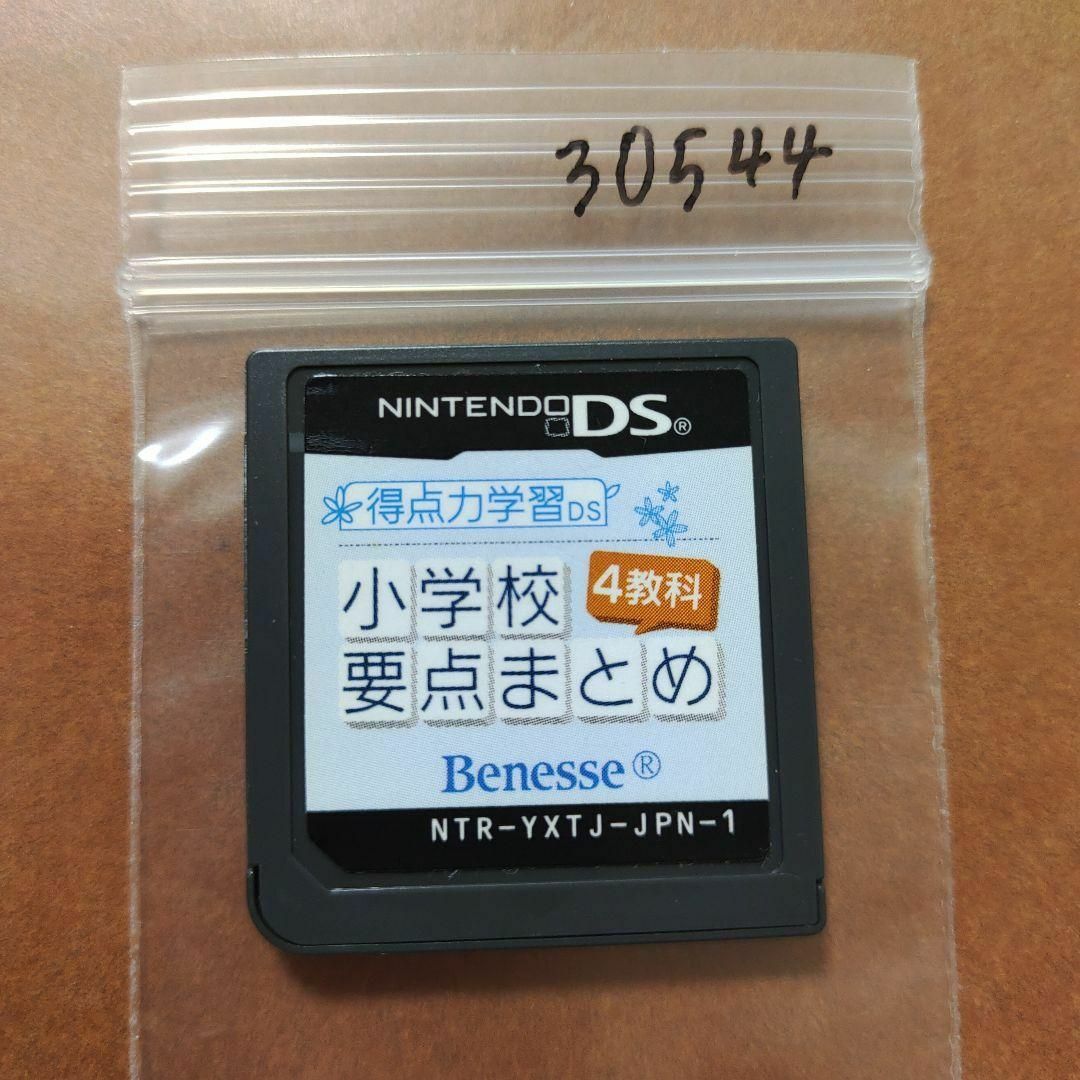 30544
NINTENDO DS®
得点力学習DS
小学校 4教科
要点まとめ
Benesse®
NTR-YXTJ-JPN-1